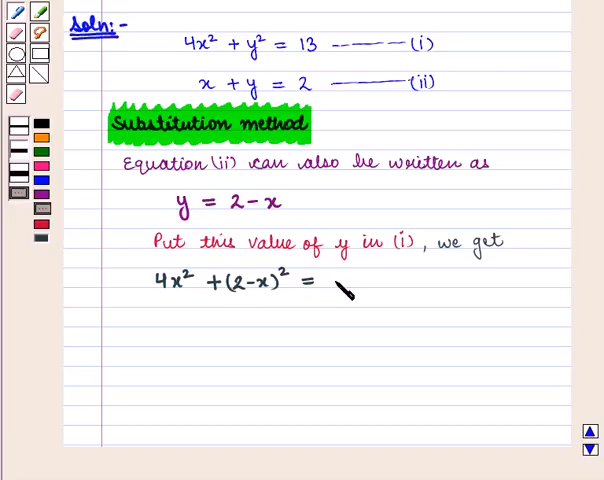 Soln:-
4x² + y² = 13 ———— (i)
x + y = 2 ———— (ii)
Substitution method
Equation (ii) can also be written as
y = 2 - x
Put this value of y in (i), we get
4x² + (2-x)² =